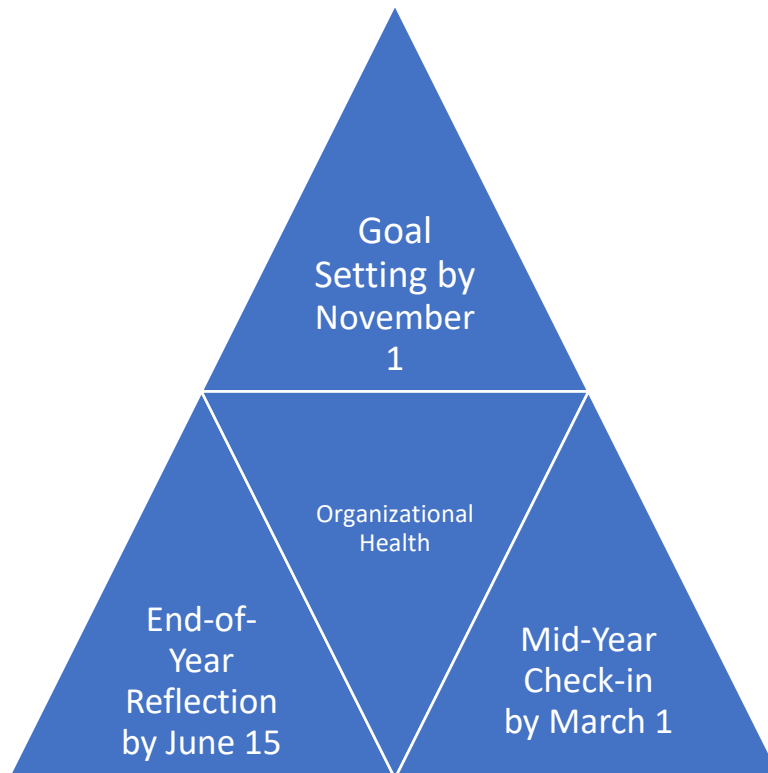 Goal
Setting by
November
1
Organizational
Health
End-of-
Year
Reflection
by June 15
Mid-Year
Check-in
by March 1